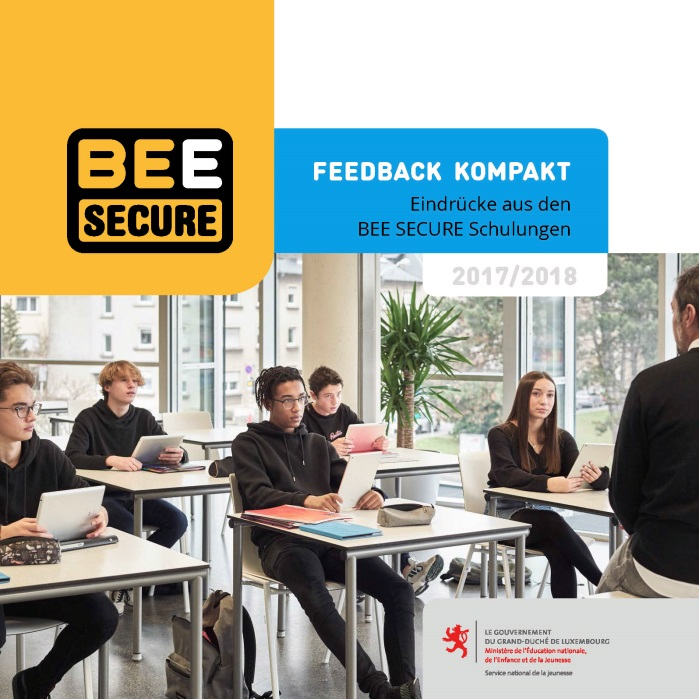 BEE
SECURE
FEEDBACK KOMPAKT
Eindrücke aus den
BEE SECURE Schulungen
2017/2018
LE GOUVERNEMENT
DU GRAND-DUCHÉ DE LUXEMBOURG
Ministère de l'Éducation nationale,
de l'Enfance et de la Jeunesse
Service national de la jeunesse